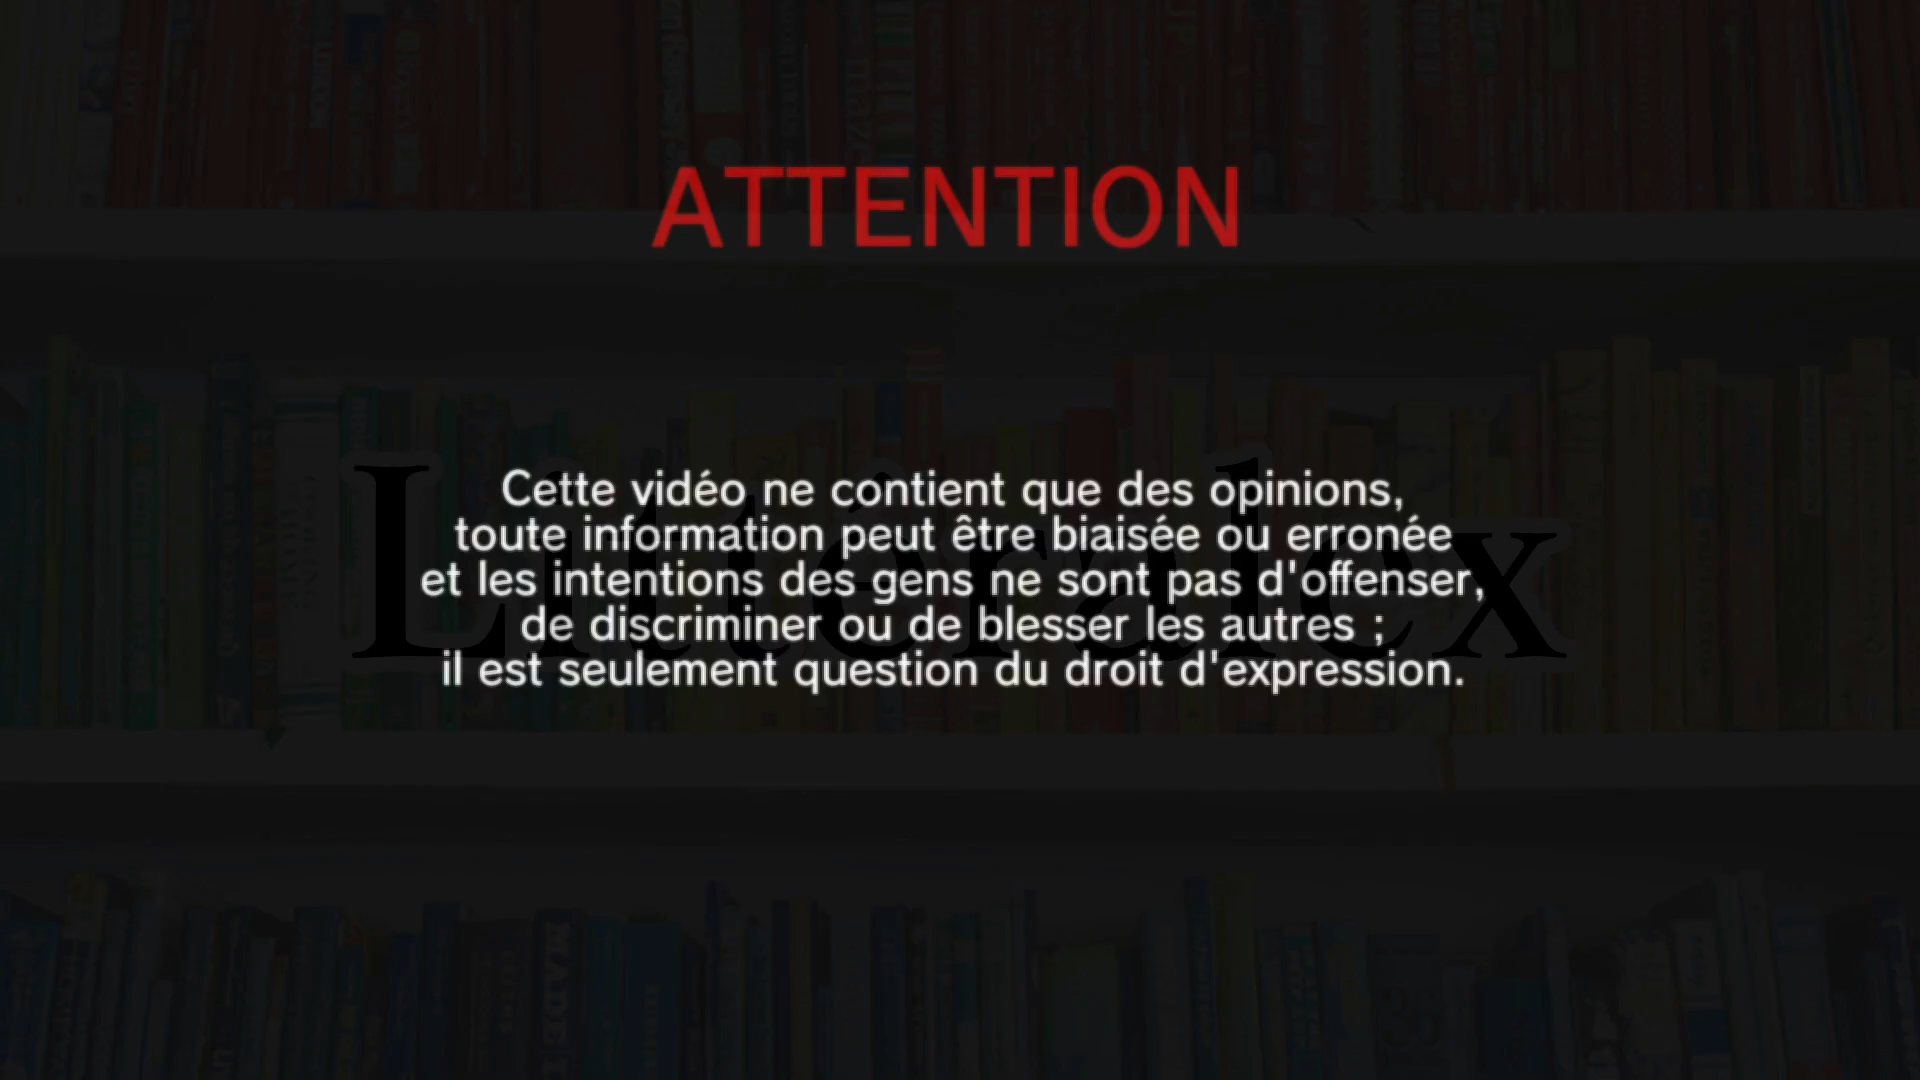 ATTENTION
Cette vidéo ne contient que des opinions,
toute information peut être biaisée ou erronée
et les intentions des gens ne sont pas d'offenser,
de discriminer ou de blesser les autres ;
il est seulement question du droit d'expression.
Littéralex